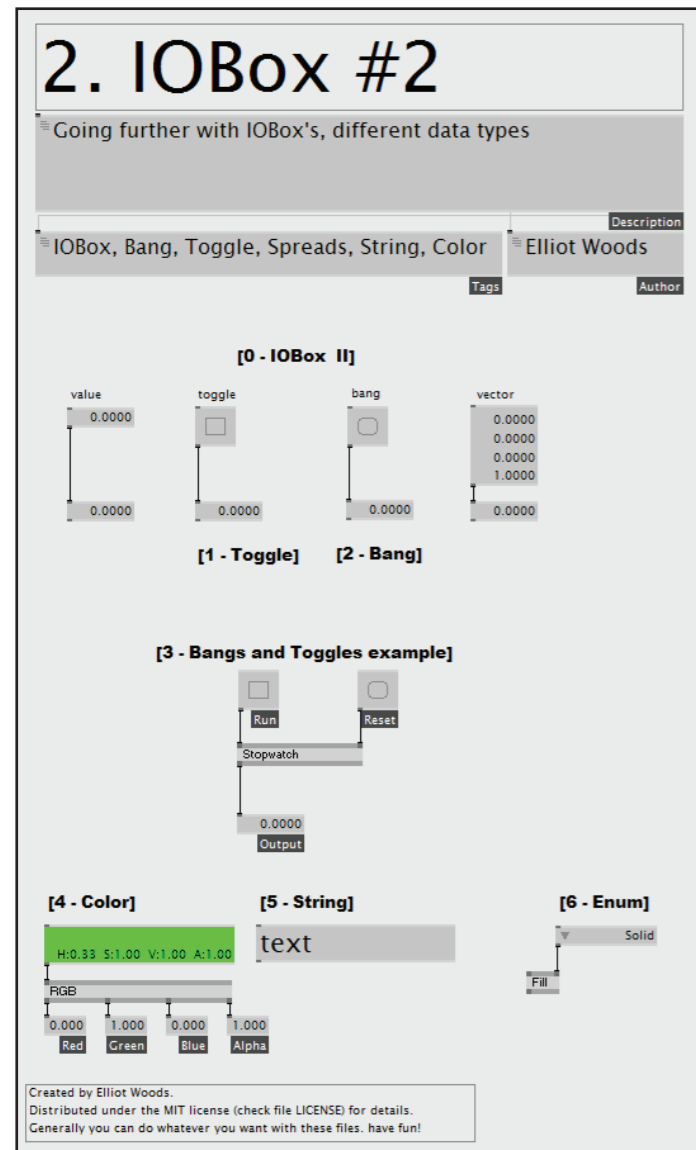 2. IOBox #2
Going further with IOBox's, different data types
Description
IOBox, Bang, Toggle, Spreads, String, Color
Tags
Elliot Woods
Author
[0 - IOBox II]
value toggle bang vector
0.0000
0.0000
0.0000
0.0000
1.0000
0.0000 0.0000 0.0000 0.0000
[1 - Toggle] [2 - Bang]
[3 - Bangs and Toggles example]
Run Reset
Stopwatch
0.0000
Output
[4 - Color] [5 - String] [6 - Enum]
H:0.33 S:1.00 V:1.00 A:1.00
text
Solid
Fill
RGB
0.000 1.000 0.000 1.000
Red Green Blue Alpha
Created by Elliot Woods.
Distributed under the MIT license (check file LICENSE) for details.
Generally you can do whatever you want with these files. have fun!